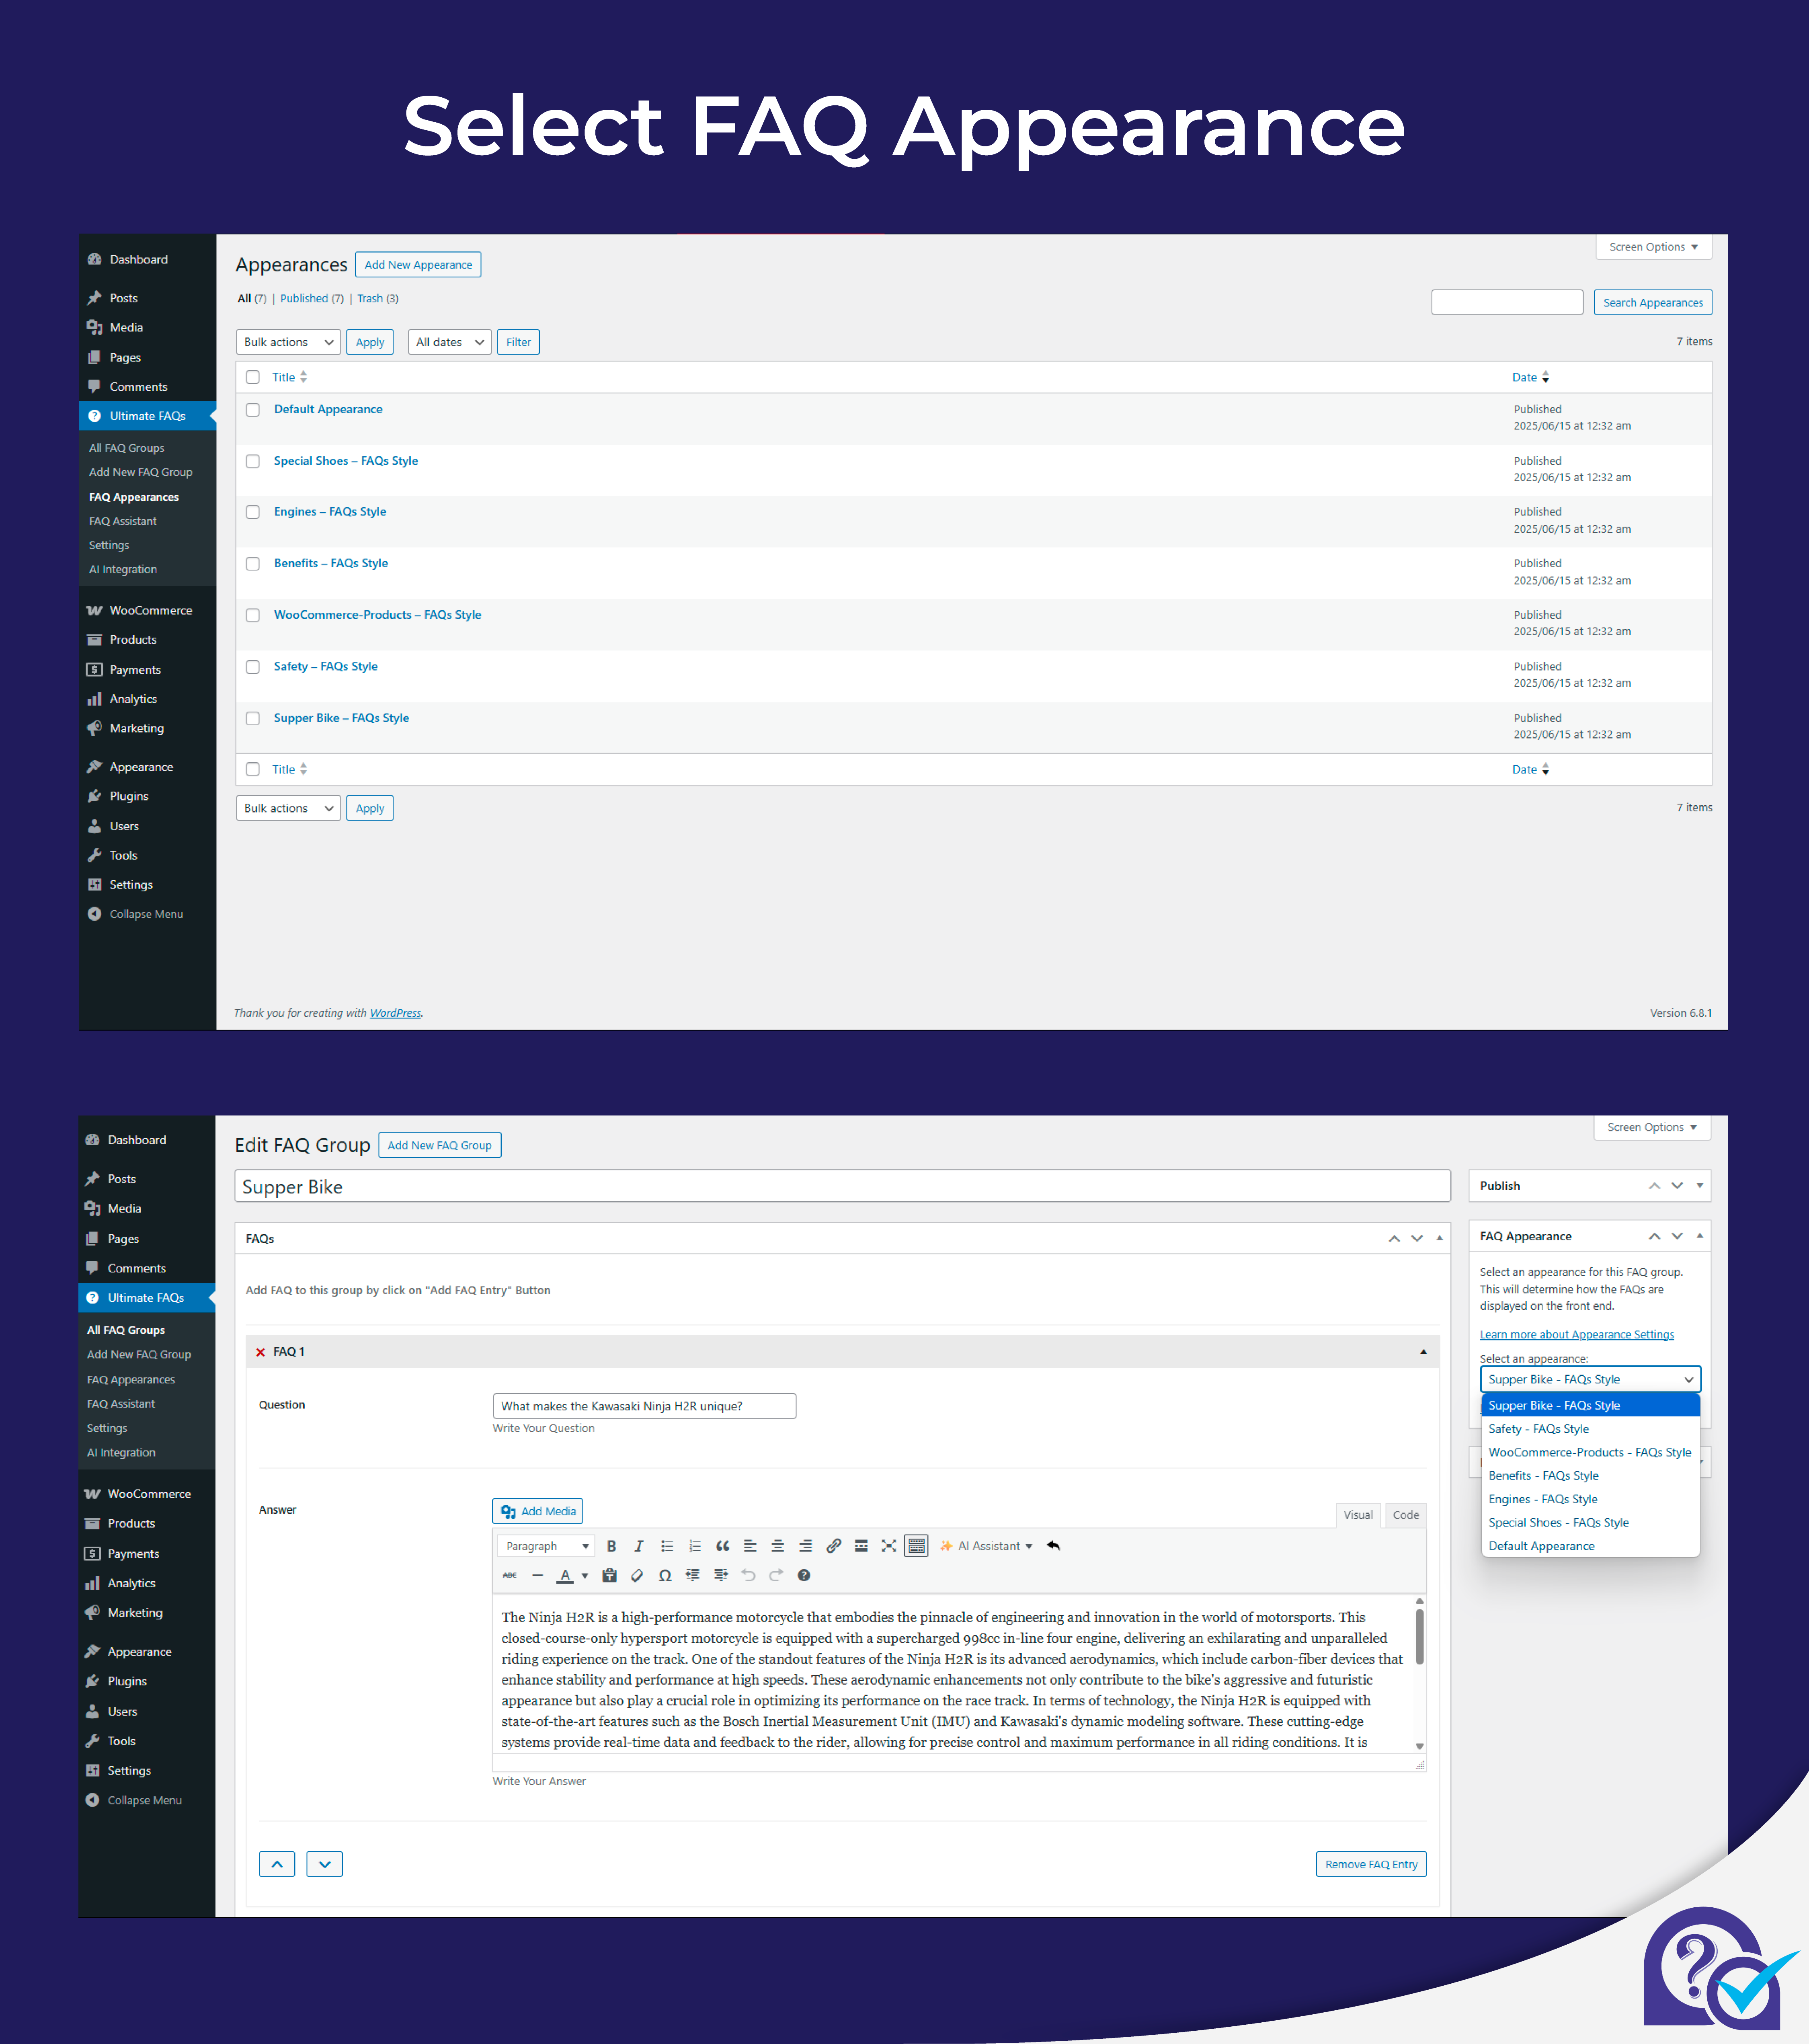 Select FAQ Appearance
Dashboard
Posts
Media
Pages
Comments
Ultimate FAQs
All FAQ Groups
Add New FAQ Group
FAQ Appearances
FAQ Assistant
Settings
AI Integration
WooCommerce
Products
Payments
Analytics
Marketing
Appearance
Plugins
Users
Tools
Settings
Collapse Menu
Screen Options
Appearances Add New Appearance
All (7) | Published (7) | Trash (3)
Search Appearances
Bulk actions Apply All dates Filter 7 items
Title Date
Default Appearance Published
2025/06/15 at 12:32 am
Special Shoes – FAQs Style Published
2025/06/15 at 12:32 am
Engines – FAQs Style Published
2025/06/15 at 12:32 am
Benefits – FAQs Style Published
2025/06/15 at 12:32 am
WooCommerce-Products – FAQs Style Published
2025/06/15 at 12:32 am
Safety – FAQs Style Published
2025/06/15 at 12:32 am
Supper Bike – FAQs Style Published
2025/06/15 at 12:32 am
Title Date
Bulk actions Apply 7 items
Thank you for creating with WordPress. Version 6.8.1
Dashboard
Posts
Media
Pages
Comments
Ultimate FAQs
All FAQ Groups
Add New FAQ Group
FAQ Appearances
FAQ Assistant
Settings
AI Integration
WooCommerce
Products
Payments
Analytics
Marketing
Appearance
Plugins
Users
Tools
Settings
Collapse Menu
Screen Options
Edit FAQ Group Add New FAQ Group
Supper Bike
FAQs
Add FAQ to this group by click on "Add FAQ Entry" Button
FAQ 1
Question What makes the Kawasaki Ninja H2R unique?
Write Your Question
Answer Add Media Visual Code
Paragraph B I AI Assistant
ABC A Ω
The Ninja H2R is a high-performance motorcycle that embodies the pinnacle of engineering and innovation in the world of motorsports. This
closed-course-only hypersport motorcycle is equipped with a supercharged 998cc in-line four engine, delivering an exhilarating and unparalleled
riding experience on the track. One of the standout features of the Ninja H2R is its advanced aerodynamics, which include carbon-fiber devices that
enhance stability and performance at high speeds. These aerodynamic enhancements not only contribute to the bike's aggressive and futuristic
appearance but also play a crucial role in optimizing its performance on the race track. In terms of technology, the Ninja H2R is equipped with
state-of-the-art features such as the Bosch Inertial Measurement Unit (IMU) and Kawasaki's dynamic modeling software. These cutting-edge
systems provide real-time data and feedback to the rider, allowing for precise control and maximum performance in all riding conditions. It is
Write Your Answer
Remove FAQ Entry
Publish
FAQ Appearance
Select an appearance for this FAQ group.
This will determine how the FAQs are
displayed on the front end.
Learn more about Appearance Settings
Select an appearance:
Supper Bike - FAQs Style
Supper Bike - FAQs Style
Safety - FAQs Style
WooCommerce-Products - FAQs Style
Benefits - FAQs Style
Engines - FAQs Style
Special Shoes - FAQs Style
Default Appearance